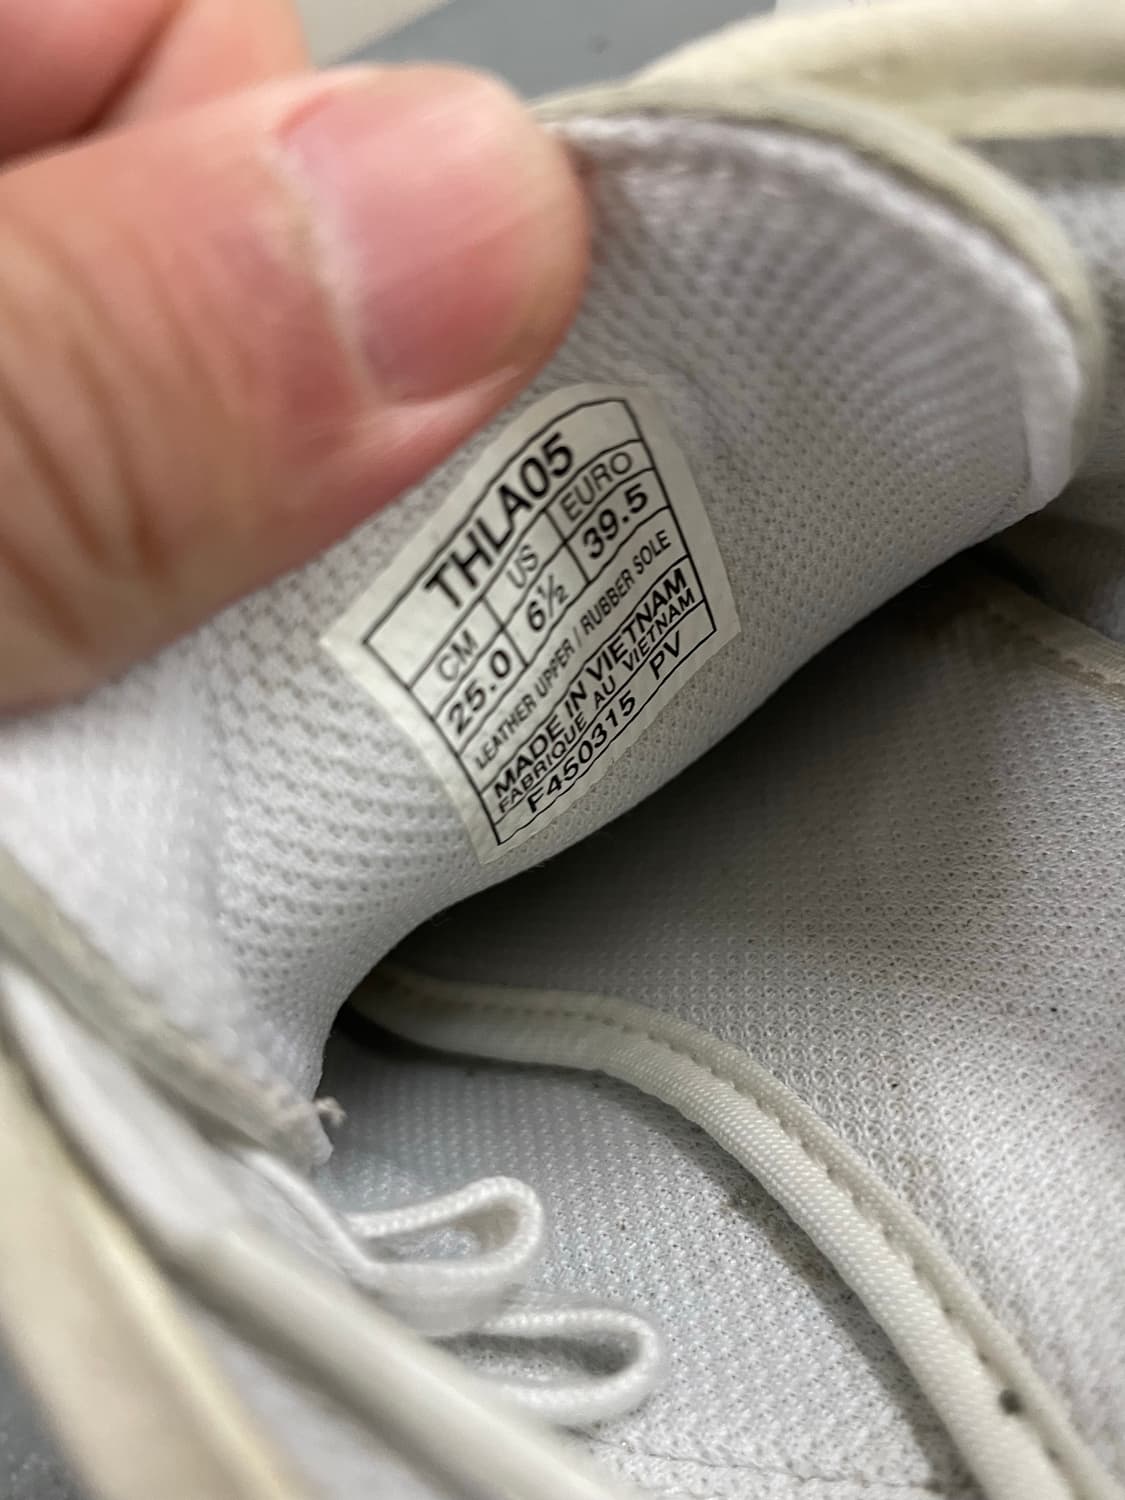 THLA05
CM US EURO
25.0 6½ 39.5
LEATHER UPPER / RUBBER SOLE
MADE IN VIETNAM
FABRIQUE AU VIETNAM
F450315 PV